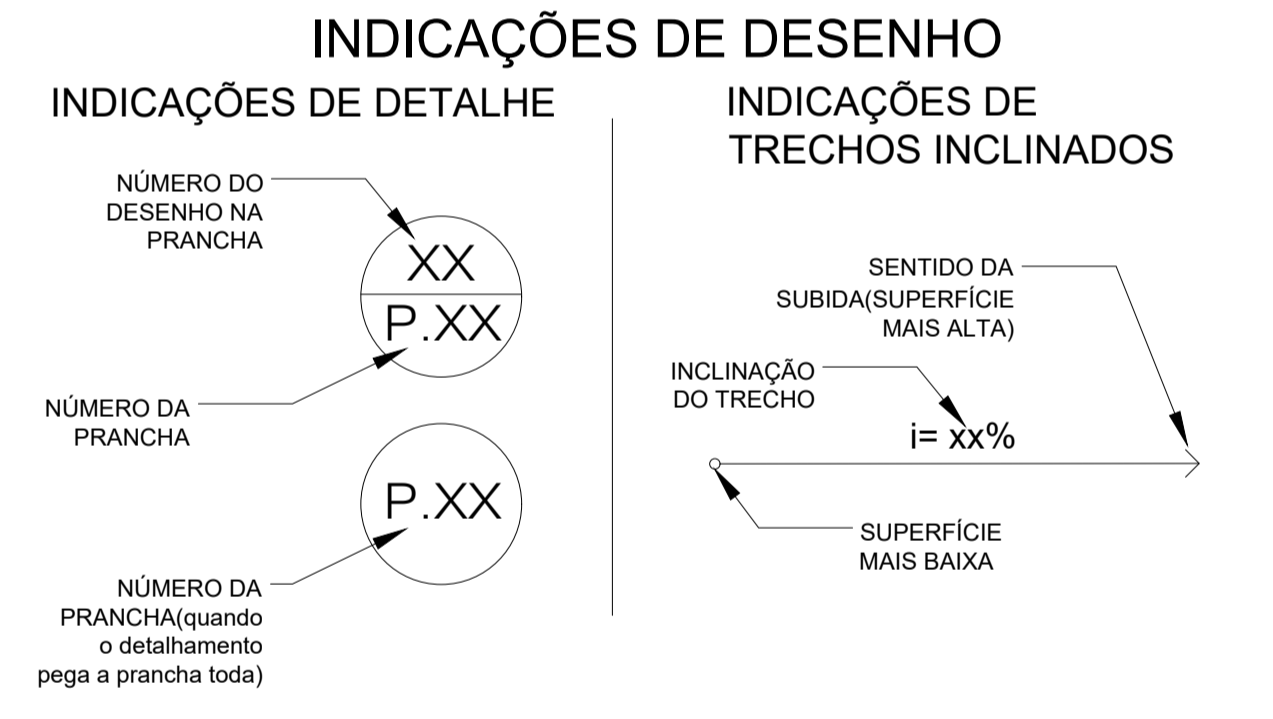 INDICAÇÕES DE DESENHO
INDICAÇÕES DE DETALHE
NÚMERO DO
DESENHO NA
PRANCHA
XX
P.XX
NÚMERO DA
PRANCHA
P.XX
NÚMERO DA
PRANCHA(quando
o detalhamento
pega a prancha toda)
INDICAÇÕES DE
TRECHOS INCLINADOS
SENTIDO DA
SUBIDA(SUPERFÍCIE
MAIS ALTA)
INCLINAÇÃO
DO TRECHO
i= xx%
SUPERFÍCIE
MAIS BAIXA